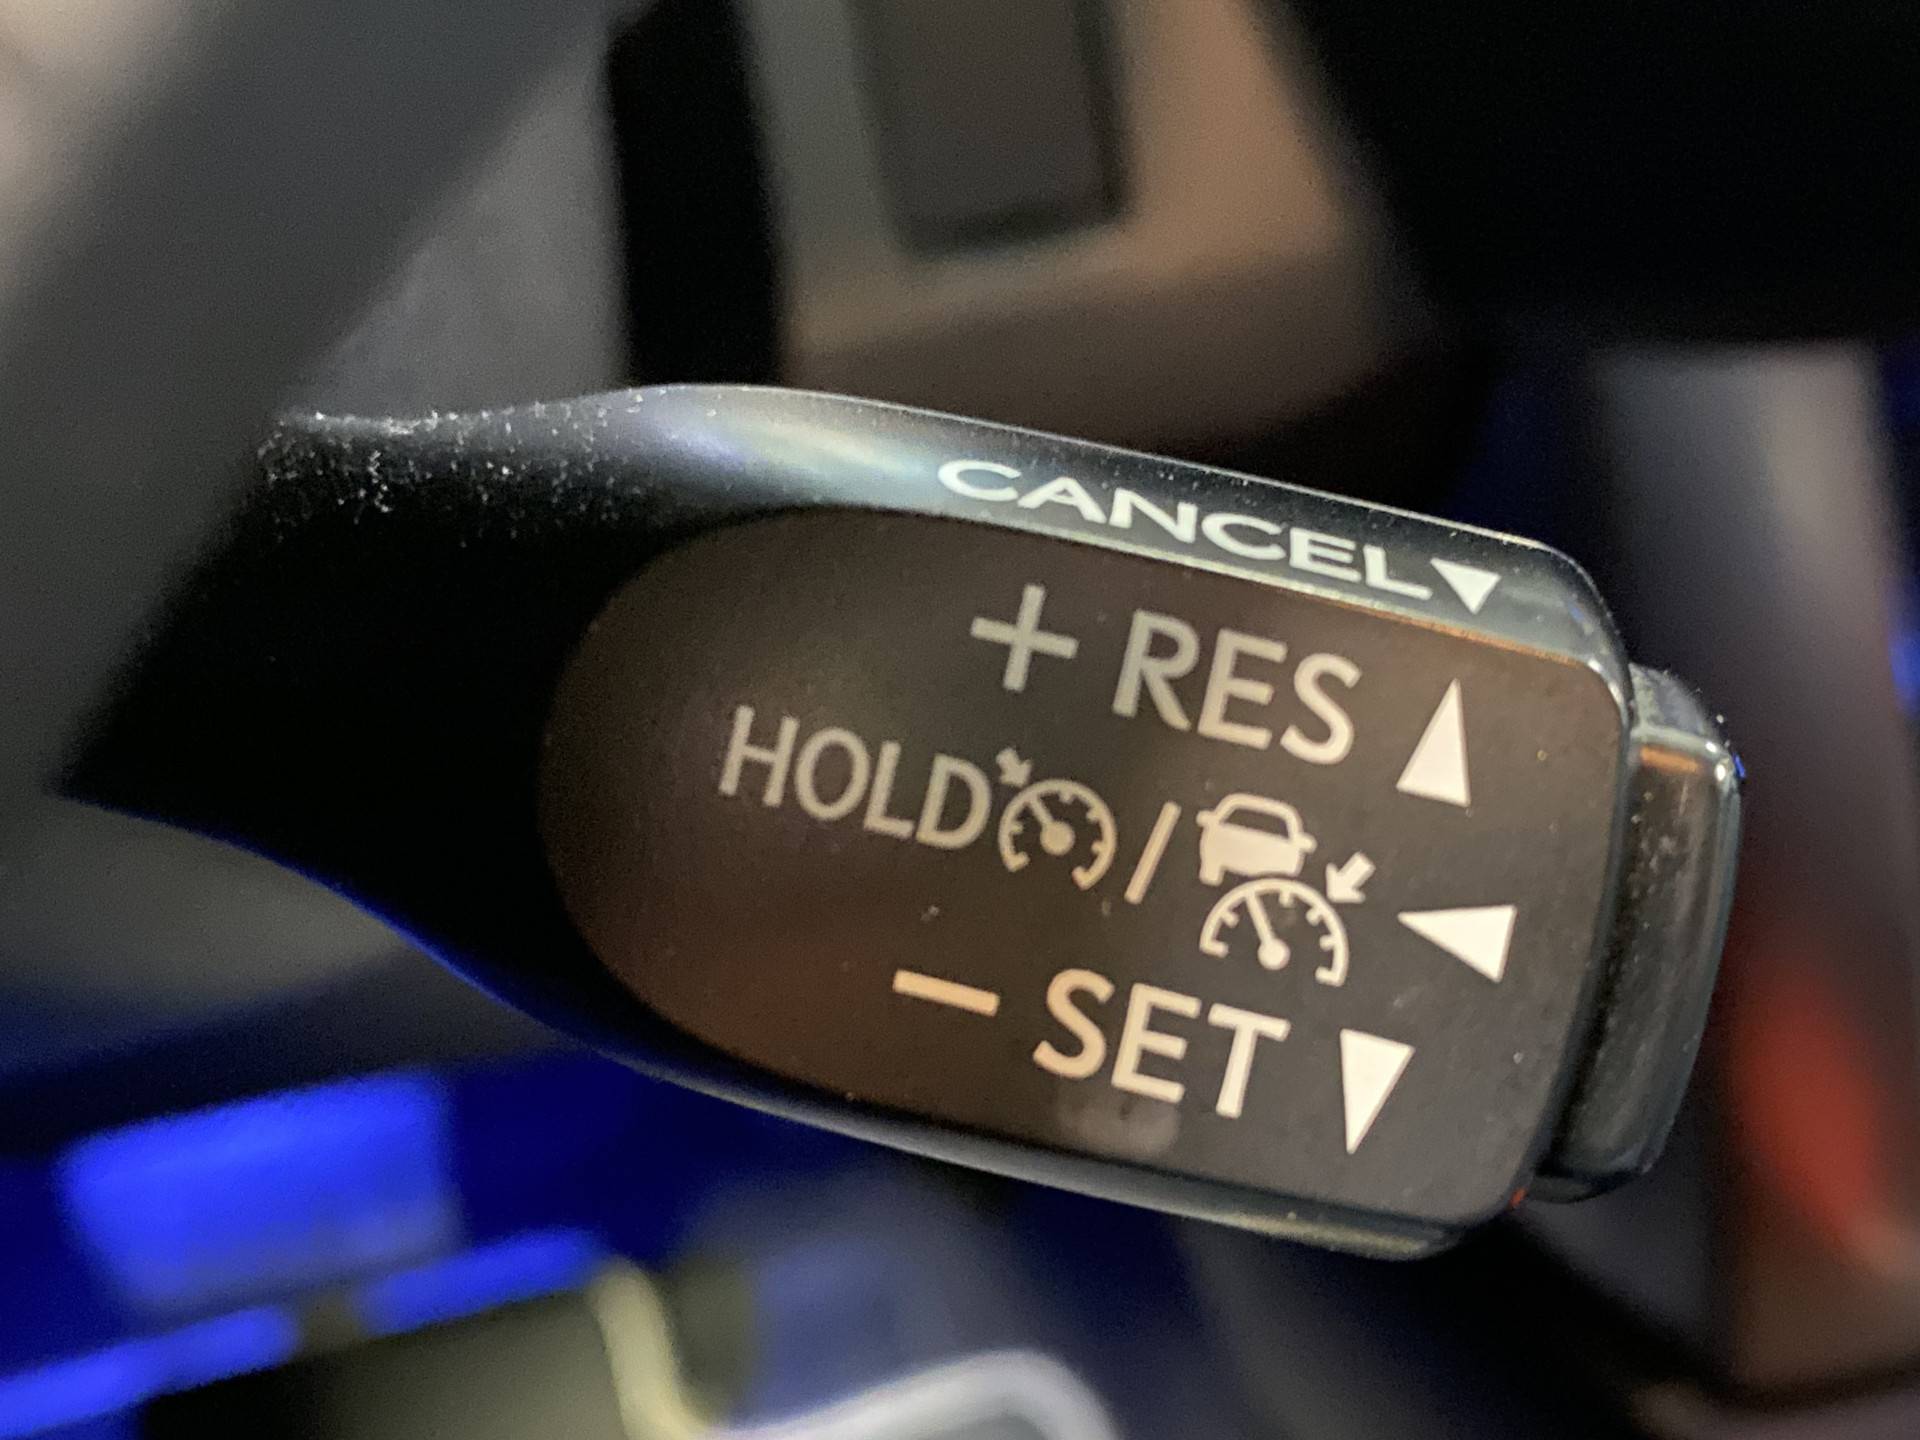 CANCEL▼
+ RES ▲
HOLD / ◀
− SET ▼